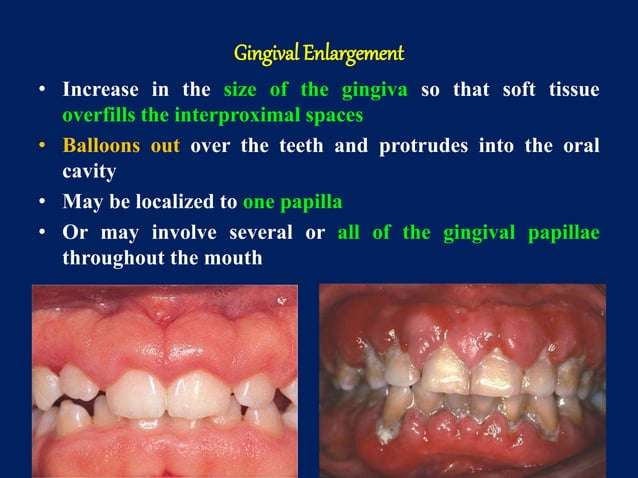 Gingival Enlargement
• Increase in the size of the gingiva so that soft tissue
overfills the interproximal spaces
• Balloons out over the teeth and protrudes into the oral
cavity
• May be localized to one papilla
• Or may involve several or all of the gingival papillae
throughout the mouth